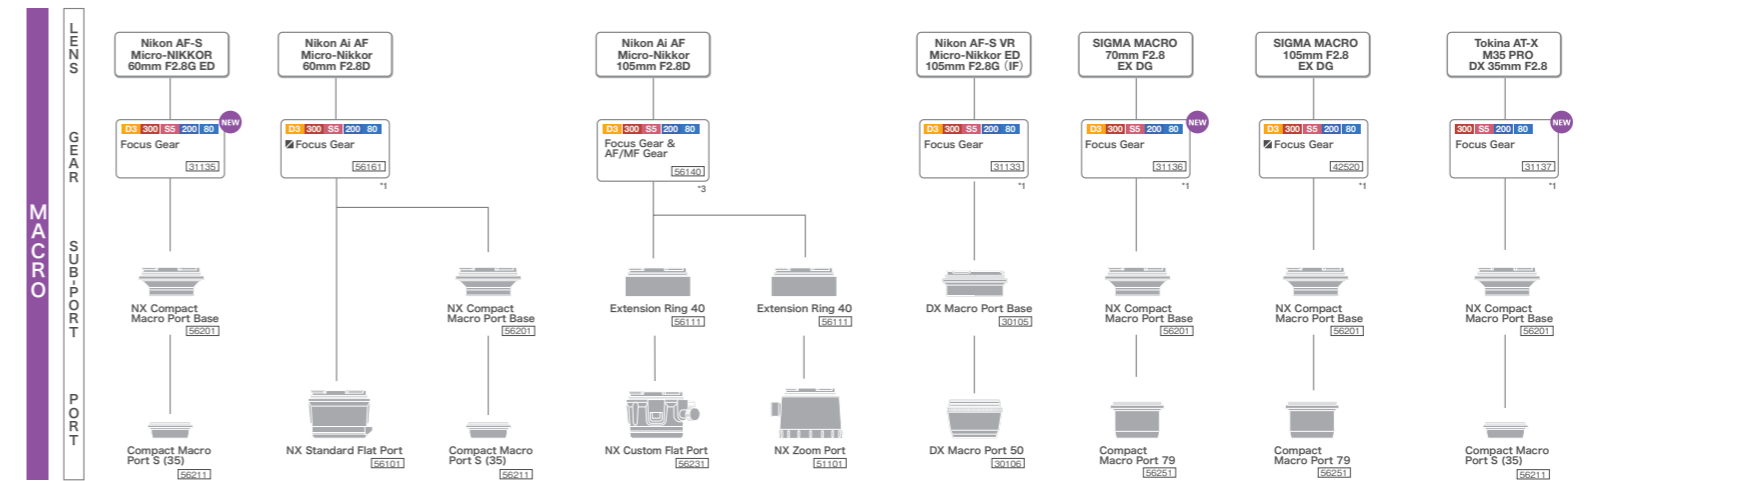 MACRO
LENS
Nikon AF-S
Micro-NIKKOR
60mm F2.8G ED
Nikon Ai AF
Micro-Nikkor
60mm F2.8D
Nikon Ai AF
Micro-Nikkor
105mm F2.8D
Nikon AF-S VR
Micro-Nikkor ED
105mm F2.8G (IF)
SIGMA MACRO
70mm F2.8
EX DG
SIGMA MACRO
105mm F2.8
EX DG
Tokina AT-X
M35 PRO
DX 35mm F2.8
GEAR
NEW
D3 300 S5 200 80
Focus Gear
31135
D3 300 S5 200 80
Focus Gear
56161
*1
D3 300 S5 200 80
Focus Gear &
AF/MF Gear
56140
*3
D3 300 S5 200 80
Focus Gear
31133
*1
NEW
D3 300 S5 200 80
Focus Gear
31136
*1
D3 300 S5 200 80
Focus Gear
42520
*1
NEW
300 S5 200 80
Focus Gear
31137
*1
SUB-PORT
NX Compact
Macro Port Base
56201
NX Compact
Macro Port Base
56201
Extension Ring 40
56111
Extension Ring 40
56111
DX Macro Port Base
30105
NX Compact
Macro Port Base
56201
NX Compact
Macro Port Base
56201
NX Compact
Macro Port Base
56201
PORT
Compact Macro
Port S (35)
56211
NX Standard Flat Port
56101
Compact Macro
Port S (35)
56211
NX Custom Flat Port
56231
NX Zoom Port
51101
DX Macro Port 50
30106
Compact
Macro Port 79
56251
Compact
Macro Port 79
56251
Compact Macro
Port S (35)
56211